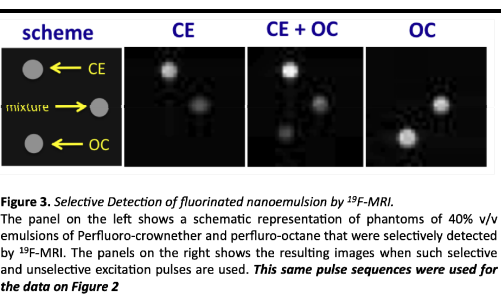 scheme
CE
CE + OC
OC
CE
mixture
OC
Figure 3. Selective Detection of fluorinated nanoemulsion by 19F-MRI.
The panel on the left shows a schematic representation of phantoms of 40% v/v
emulsions of Perfluoro-crownether and perfluro-octane that were selectively detected
by 19F-MRI. The panels on the right shows the resulting images when such selective
and unselective excitation pulses are used. This same pulse sequences were used for
the data on Figure 2